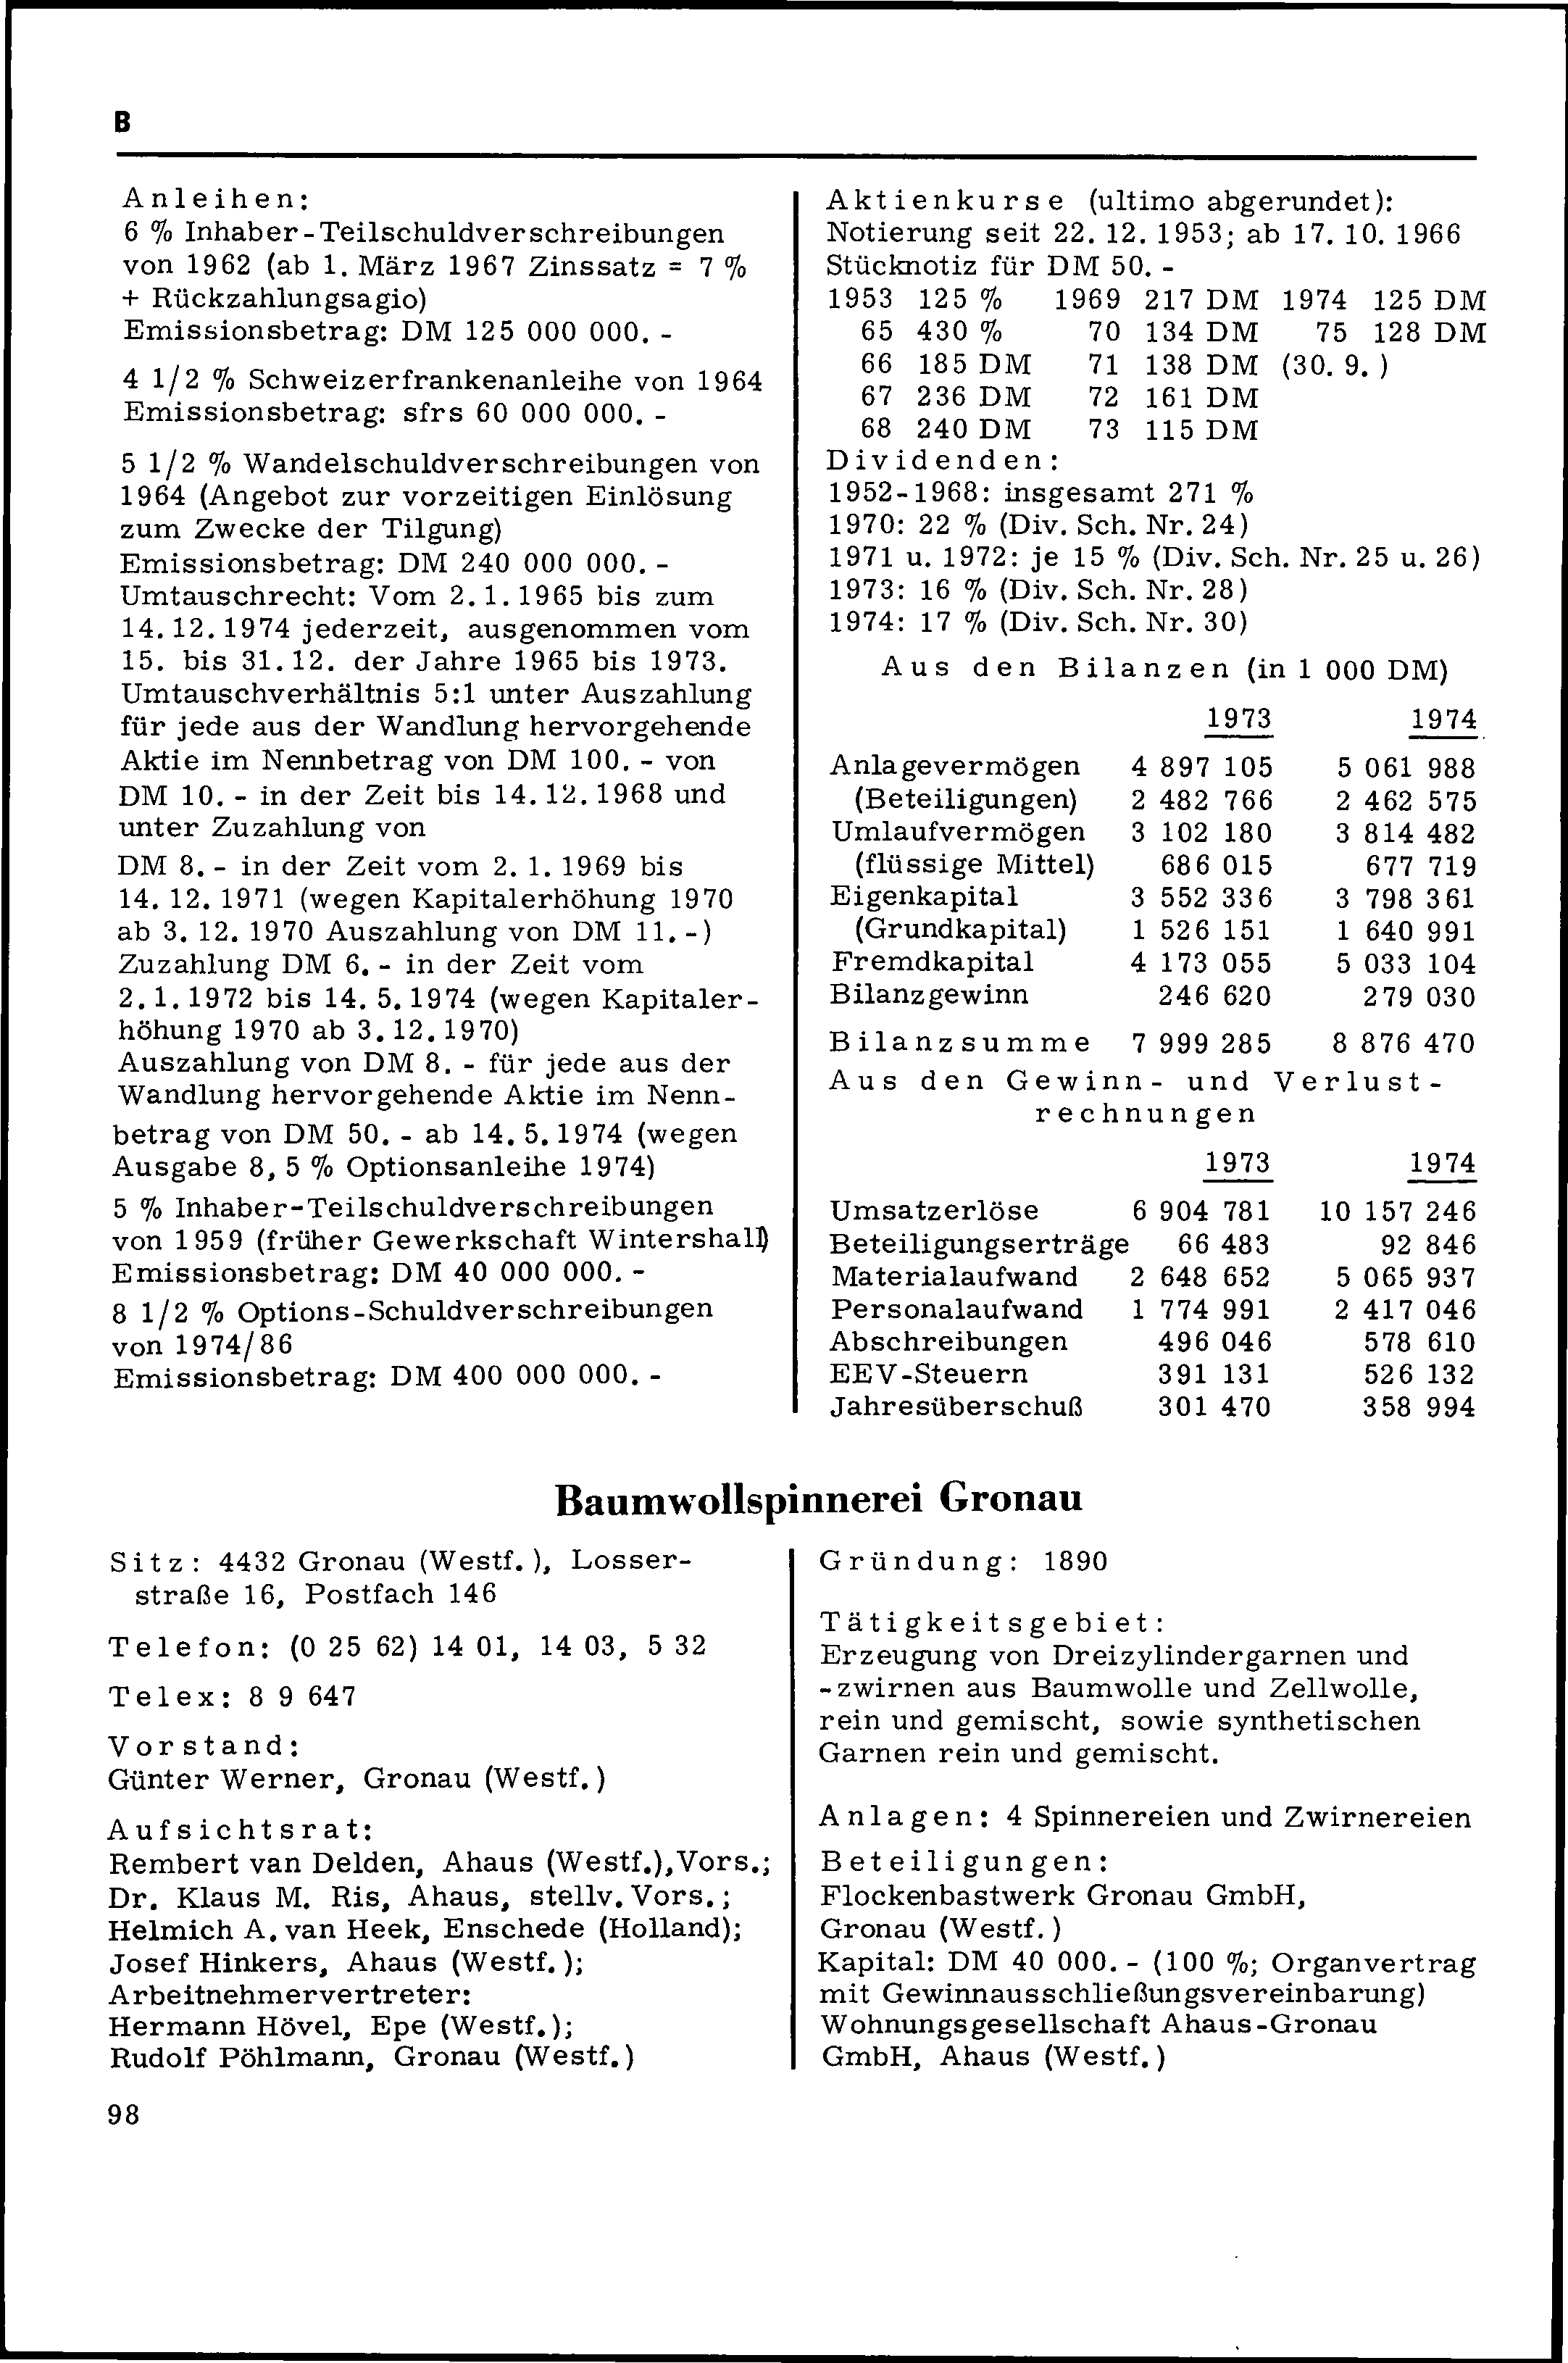 B
Anleihen:
6 % Inhaber-Teilschuldverschreibungen
von 1962 (ab 1. März 1967 Zinssatz = 7 %
+ Rückzahlungsagio)
Emissionsbetrag: DM 125 000 000. -
4 1/2 % Schweizerfrankenanleihe von 1964
Emissionsbetrag: sfrs 60 000 000. -
5 1/2 % Wandelschuldverschreibungen von
1964 (Angebot zur vorzeitigen Einlösung
zum Zwecke der Tilgung)
Emissionsbetrag: DM 240 000 000. -
Umtauschrecht: Vom 2.1.1965 bis zum
14.12.1974 jederzeit, ausgenommen vom
15. bis 31.12. der Jahre 1965 bis 1973.
Umtauschverhältnis 5:1 unter Auszahlung
für jede aus der Wandlung hervorgehende
Aktie im Nennbetrag von DM 100. - von
DM 10. - in der Zeit bis 14.12.1968 und
unter Zuzahlung von
DM 8. - in der Zeit vom 2. 1. 1969 bis
14. 12. 1971 (wegen Kapitalerhöhung 1970
ab 3. 12. 1970 Auszahlung von DM 11. -)
Zuzahlung DM 6. - in der Zeit vom
2.1.1972 bis 14. 5.1974 (wegen Kapitaler-
höhung 1970 ab 3.12.1970)
Auszahlung von DM 8. - für jede aus der
Wandlung hervorgehende Aktie im Nenn-
betrag von DM 50. - ab 14.5.1974 (wegen
Ausgabe 8,5 % Optionsanleihe 1974)
5 % Inhaber-Teilschuldverschreibungen
von 1959 (früher Gewerkschaft Wintershall)
Emissionsbetrag: DM 40 000 000. -
8 1/2 % Options-Schuldverschreibungen
von 1974/86
Emissionsbetrag: DM 400 000 000. -
Aktienkurse (ultimo abgerundet):
Notierung seit 22. 12. 1953; ab 17. 10. 1966
Stücknotiz für DM 50. -
1953 125 % 1969 217 DM 1974 125 DM
65 430 % 70 134 DM 75 128 DM
66 185 DM 71 138 DM (30. 9. )
67 236 DM 72 161 DM
68 240 DM 73 115 DM
Dividenden:
1952-1968: insgesamt 271 %
1970: 22 % (Div. Sch. Nr. 24)
1971 u. 1972: je 15 % (Div. Sch. Nr. 25 u. 26)
1973: 16 % (Div. Sch. Nr. 28)
1974: 17 % (Div. Sch. Nr. 30)
Aus den Bilanzen (in 1 000 DM)
1973 1974
Anlagevermögen 4 897 105 5 061 988
(Beteiligungen) 2 482 766 2 462 575
Umlaufvermögen 3 102 180 3 814 482
(flüssige Mittel) 686 015 677 719
Eigenkapital 3 552 336 3 798 361
(Grundkapital) 1 526 151 1 640 991
Fremdkapital 4 173 055 5 033 104
Bilanzgewinn 246 620 279 030
Bilanzsumme 7 999 285 8 876 470
Aus den Gewinn- und Verlust-
rechnungen
1973 1974
Umsatzerlöse 6 904 781 10 157 246
Beteiligungserträge 66 483 92 846
Materialaufwand 2 648 652 5 065 937
Personalaufwand 1 774 991 2 417 046
Abschreibungen 496 046 578 610
EEV-Steuern 391 131 526 132
Jahresüberschuß 301 470 358 994
Baumwollspinnerei Gronau
Sitz: 4432 Gronau (Westf. ), Losser-
straße 16, Postfach 146
Telefon: (0 25 62) 14 01, 14 03, 5 32
Telex: 8 9 647
Vorstand:
Günter Werner, Gronau (Westf. )
Aufsichtsrat:
Rembert van Delden, Ahaus (Westf.),Vors.;
Dr. Klaus M. Ris, Ahaus, stellv. Vors. ;
Helmich A. van Heek, Enschede (Holland);
Josef Hinkers, Ahaus (Westf. );
Arbeitnehmervertreter:
Hermann Hövel, Epe (Westf. );
Rudolf Pöhlmann, Gronau (Westf. )
Gründung: 1890
Tätigkeitsgebiet:
Erzeugung von Dreizylindergarnen und
-zwirnen aus Baumwolle und Zellwolle,
rein und gemischt, sowie synthetischen
Garnen rein und gemischt.
Anlagen: 4 Spinnereien und Zwirnereien
Beteiligungen:
Flockenbastwerk Gronau GmbH,
Gronau (Westf. )
Kapital: DM 40 000. - (100 %; Organvertrag
mit Gewinnausschließungsvereinbarung)
Wohnungsgesellschaft Ahaus-Gronau
GmbH, Ahaus (Westf. )
98